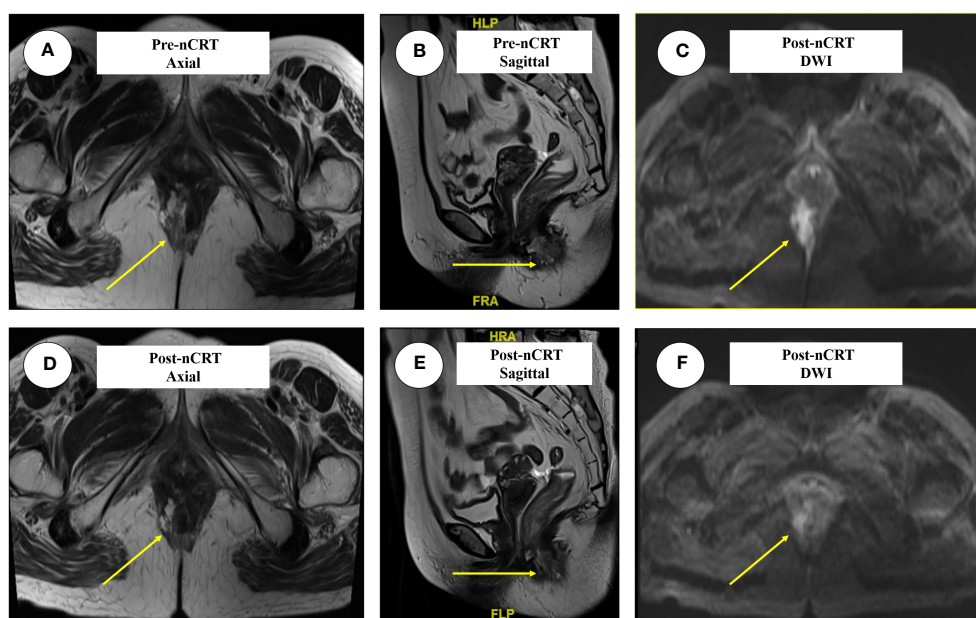 A
Pre-nCRT
Axial
HLP
B
Pre-nCRT
Sagittal
FRA
C
Post-nCRT
DWI
D
Post-nCRT
Axial
HRA
E
Post-nCRT
Sagittal
FLP
F
Post-nCRT
DWI